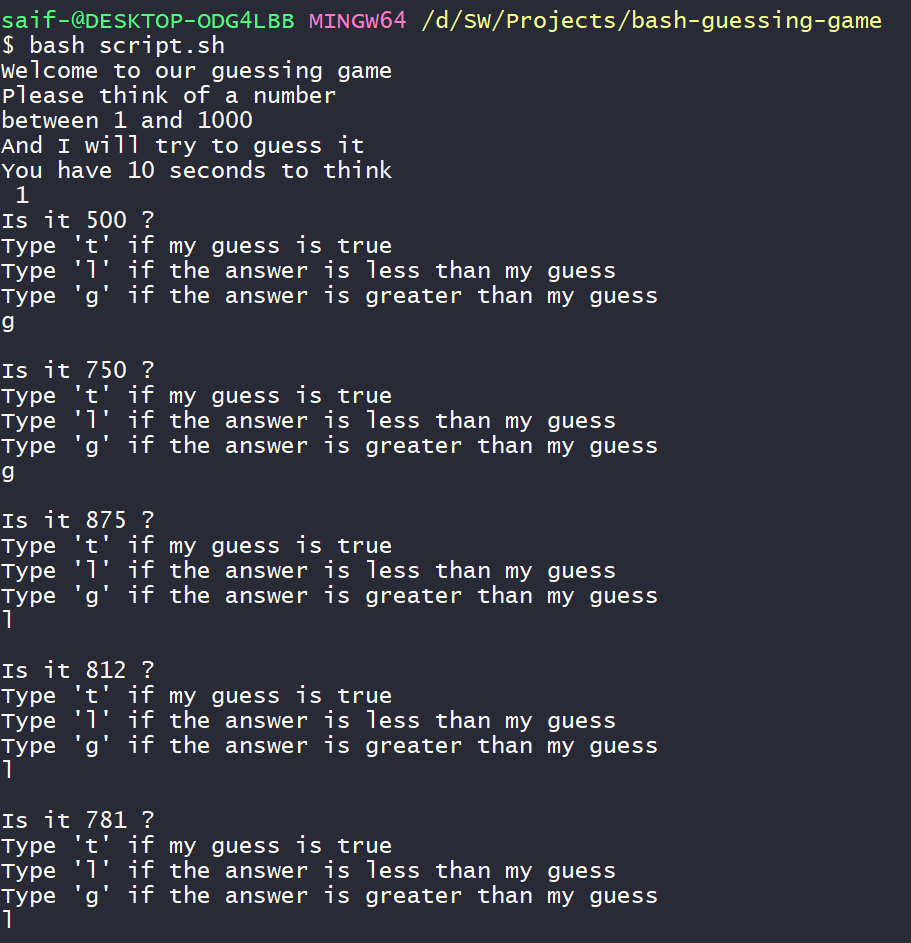 saif-@DESKTOP-ODG4LBB MINGW64 /d/SW/Projects/bash-guessing-game
$ bash script.sh
Welcome to our guessing game
Please think of a number
between 1 and 1000
And I will try to guess it
You have 10 seconds to think
 1
Is it 500 ?
Type 't' if my guess is true
Type 'l' if the answer is less than my guess
Type 'g' if the answer is greater than my guess
g

Is it 750 ?
Type 't' if my guess is true
Type 'l' if the answer is less than my guess
Type 'g' if the answer is greater than my guess
g

Is it 875 ?
Type 't' if my guess is true
Type 'l' if the answer is less than my guess
Type 'g' if the answer is greater than my guess
l

Is it 812 ?
Type 't' if my guess is true
Type 'l' if the answer is less than my guess
Type 'g' if the answer is greater than my guess
l

Is it 781 ?
Type 't' if my guess is true
Type 'l' if the answer is less than my guess
Type 'g' if the answer is greater than my guess
l